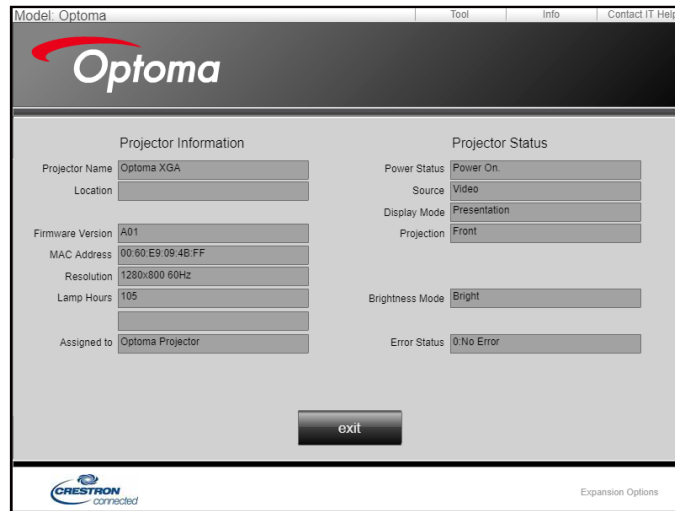 Model: Optoma
Tool
Info
Contact IT Help
Optoma
Projector Information
Projector Name Optoma XGA
Location
Firmware Version A01
MAC Address 00:60:E9:09:4B:FF
Resolution 1280x800 60Hz
Lamp Hours 105
Assigned to Optoma Projector
Projector Status
Power Status Power On.
Source Video
Display Mode Presentation
Projection Front
Brightness Mode Bright
Error Status 0:No Error
exit
CRESTRON
connected
Expansion Options